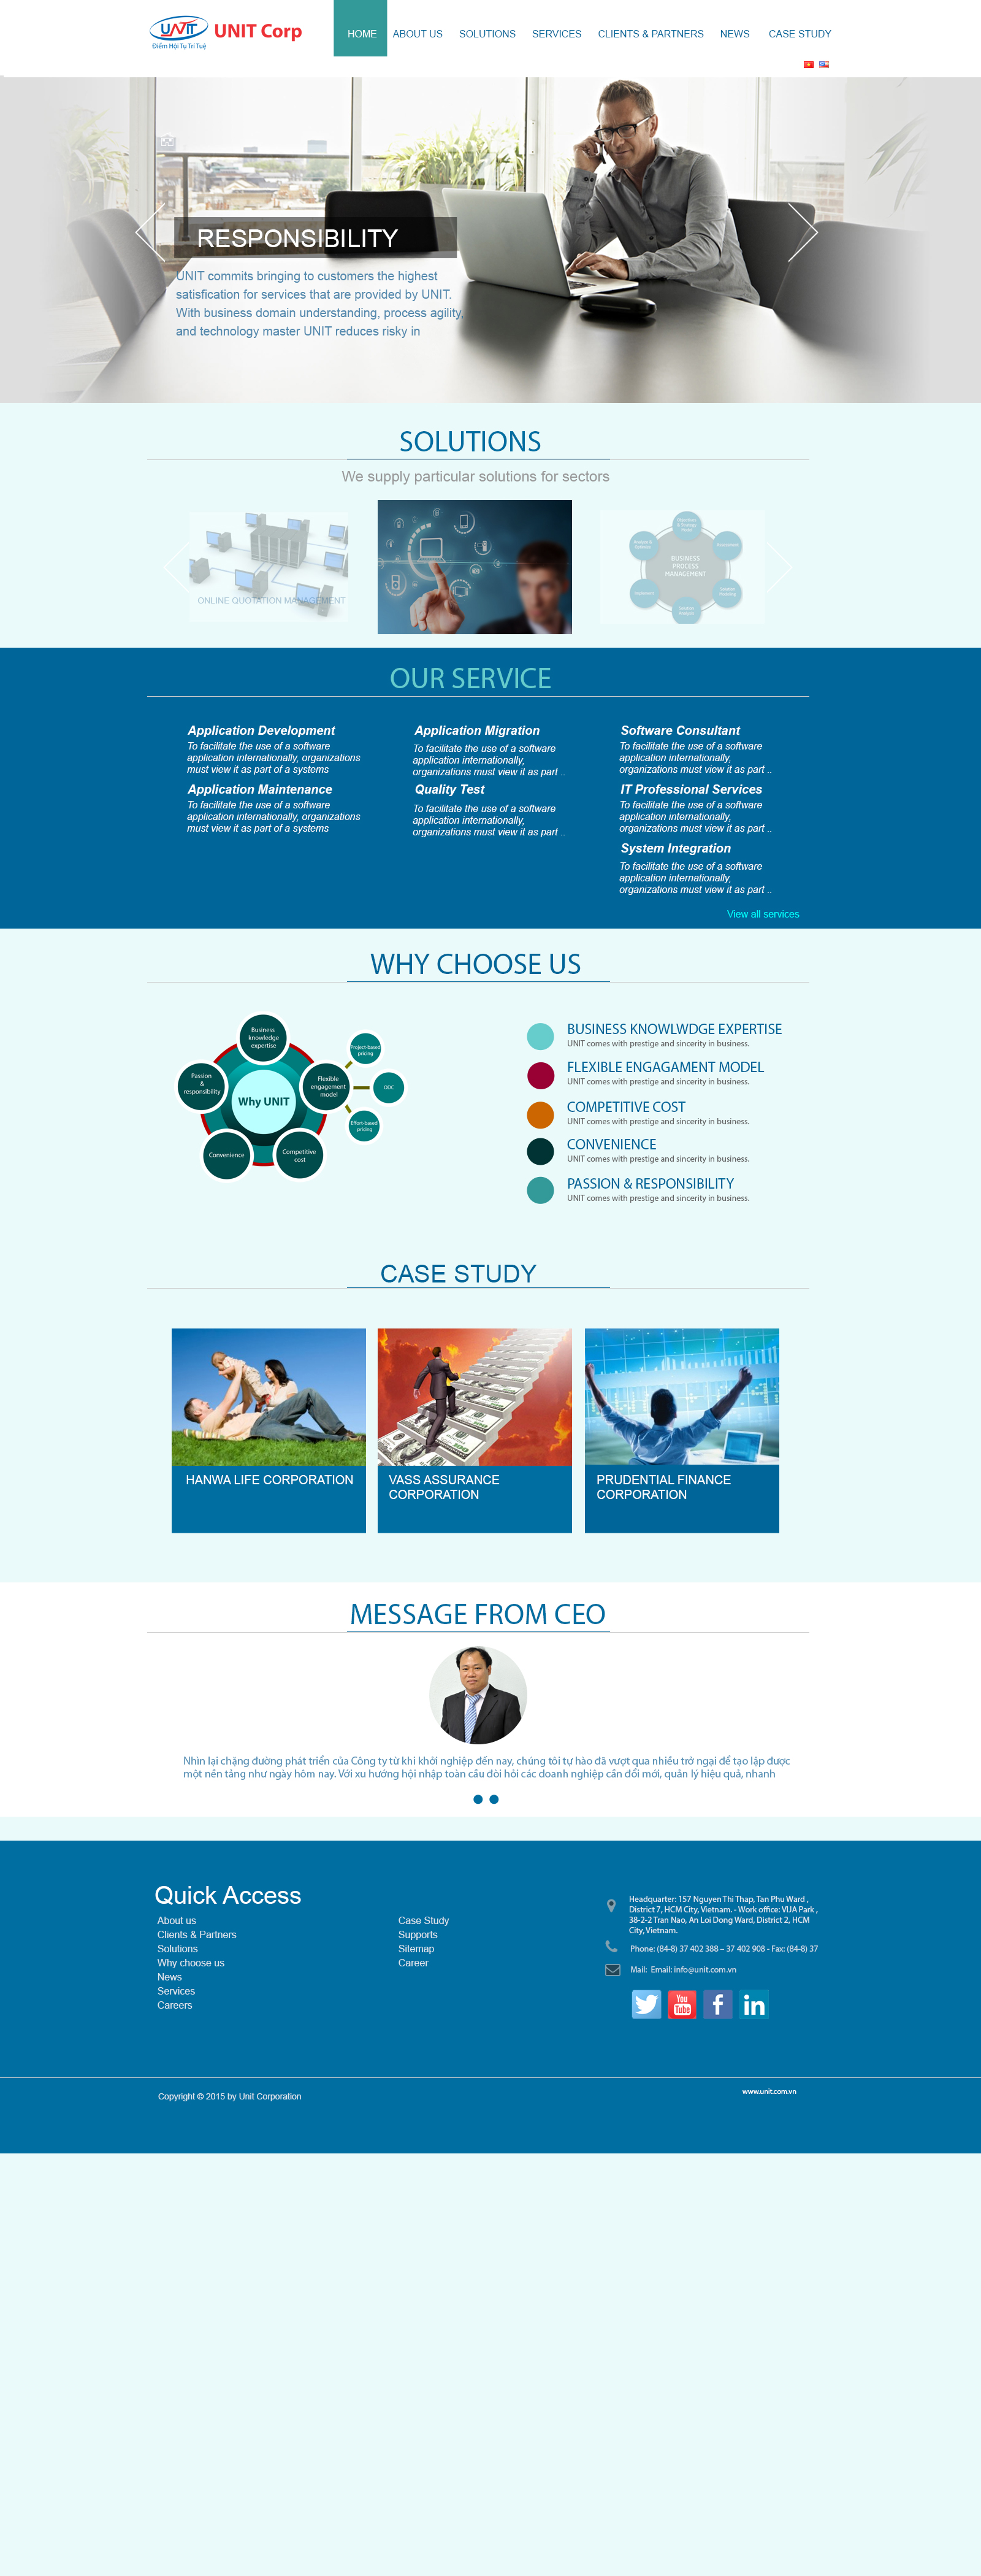 UNIT
Điểm Hội Tụ Trí Tuệ
UNIT Corp
HOME ABOUT US SOLUTIONS SERVICES CLIENTS & PARTNERS NEWS CASE STUDY
RESPONSIBILITY
UNIT commits bringing to customers the highest
satisfication for services that are provided by UNIT.
With business domain understanding, process agility,
and technology master UNIT reduces risky in
SOLUTIONS
We supply particular solutions for sectors
ONLINE QUOTATION MANAGEMENT
BUSINESS
PROCESS
MANAGEMENT
OUR SERVICE
Application Development
To facilitate the use of a software
application internationally, organizations
must view it as part of a systems
Application Migration
To facilitate the use of a software
application internationally,
organizations must view it as part ..
Software Consultant
To facilitate the use of a software
application internationally,
organizations must view it as part ..
Application Maintenance
To facilitate the use of a software
application internationally, organizations
must view it as part of a systems
Quality Test
To facilitate the use of a software
application internationally,
organizations must view it as part ..
IT Professional Services
To facilitate the use of a software
application internationally,
organizations must view it as part ..
System Integration
To facilitate the use of a software
application internationally,
organizations must view it as part ..
View all services
WHY CHOOSE US
Business
knowledge
expertise
Passion
&
responsibility
Why UNIT
Flexible
engagement
model
Convenience
Competitive
cost
Project-based
pricing
ODC
Effort-based
pricing
BUSINESS KNOWLWDGE EXPERTISE
UNIT comes with prestige and sincerity in business.
FLEXIBLE ENGAGAMENT MODEL
UNIT comes with prestige and sincerity in business.
COMPETITIVE COST
UNIT comes with prestige and sincerity in business.
CONVENIENCE
UNIT comes with prestige and sincerity in business.
PASSION & RESPONSIBILITY
UNIT comes with prestige and sincerity in business.
CASE STUDY
HANWA LIFE CORPORATION
VASS ASSURANCE
CORPORATION
PRUDENTIAL FINANCE
CORPORATION
MESSAGE FROM CEO
Nhìn lại chặng đường phát triển của Công ty từ khi khởi nghiệp đến nay, chúng tôi tự hào đã vượt qua nhiều trở ngại để tạo lập được
một nền tảng như ngày hôm nay. Với xu hướng hội nhập toàn cầu đòi hỏi các doanh nghiệp cần đổi mới, quản lý hiệu quả, nhanh
Quick Access
About us
Clients & Partners
Solutions
Why choose us
News
Services
Careers
Case Study
Supports
Sitemap
Career
Headquarter: 157 Nguyen Thi Thap, Tan Phu Ward ,
District 7, HCM City, Vietnam. - Work office: VIJA Park ,
38-2-2 Tran Nao, An Loi Dong Ward, District 2, HCM
City, Vietnam.
Phone: (84-8) 37 402 388 – 37 402 908 - Fax: (84-8) 37
Mail: Email: info@unit.com.vn
You
Tube
f
in
Copyright © 2015 by Unit Corporation
www.unit.com.vn